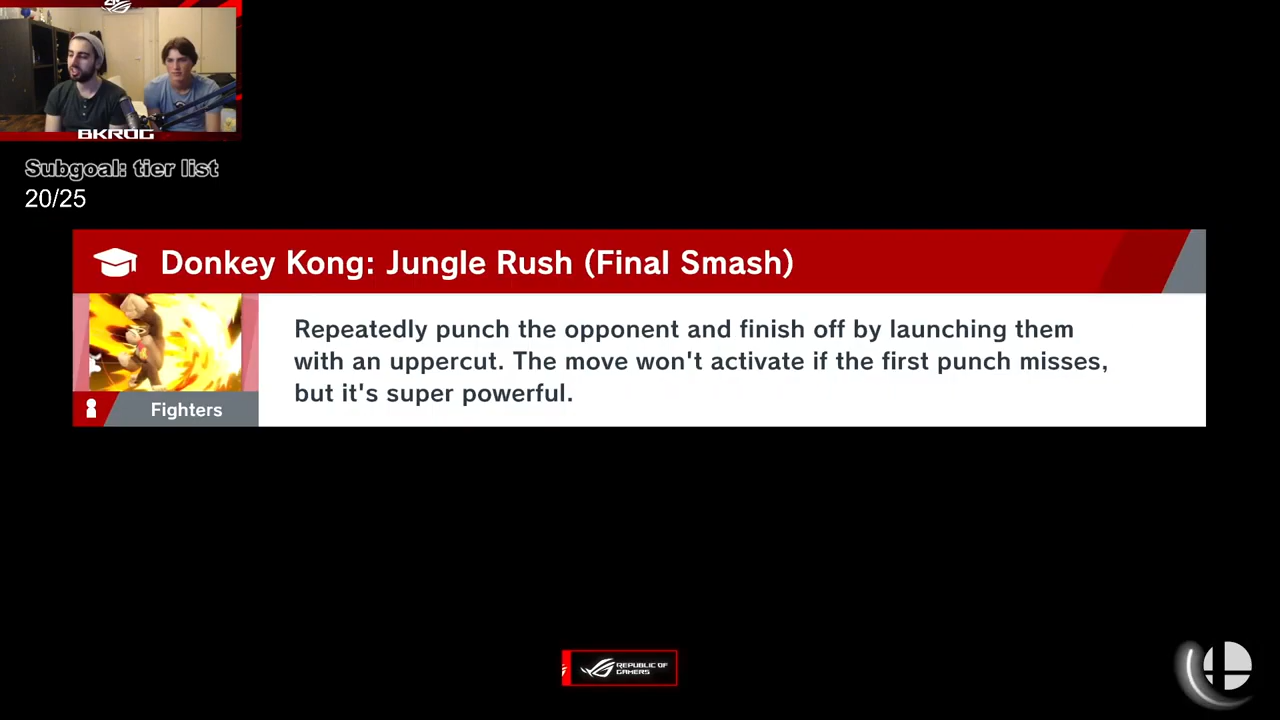 BKROG
Subgoal: tier list
20/25
Donkey Kong: Jungle Rush (Final Smash)
Repeatedly punch the opponent and finish off by launching them
with an uppercut. The move won't activate if the first punch misses,
but it's super powerful.
Fighters
REPUBLIC OF
GAMERS